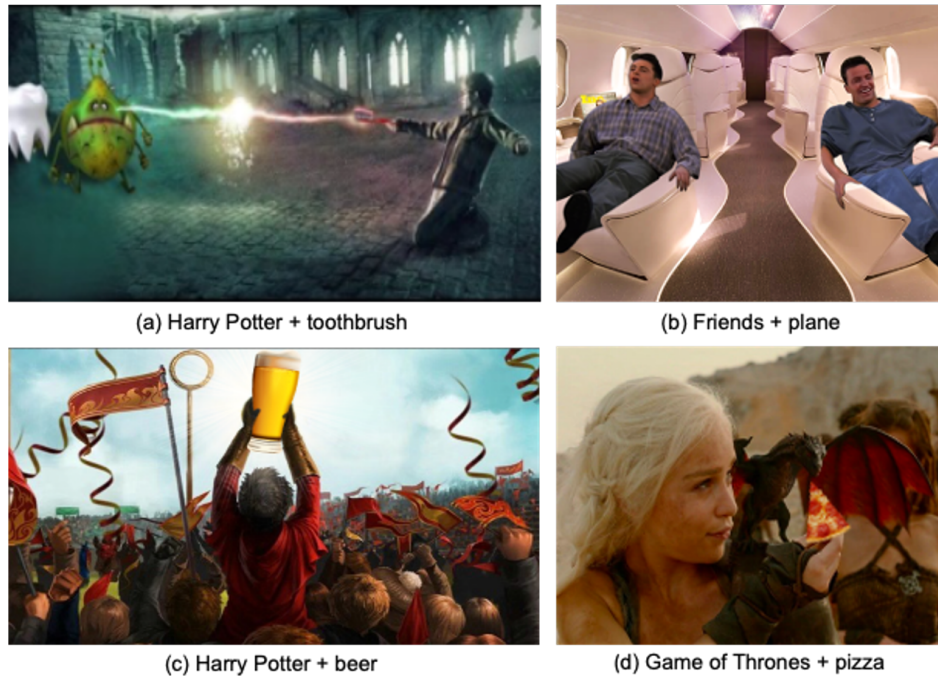 (a) Harry Potter + toothbrush
(b) Friends + plane
(c) Harry Potter + beer
(d) Game of Thrones + pizza